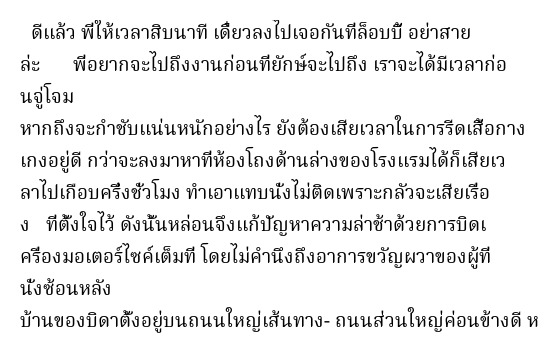 ดีแล้ว พี่ให้เวลาสิบนาที เดี๋ยวลงไปเจอกันที่ล็อบบี้ อย่าสาย
ล่ะ พี่อยากจะไปถึงงานก่อนที่ยักษ์จะไปถึง เราจะได้มีเวลาก่อ
นจู่โจม
หากถึงจะกำชับแน่นหนักอย่างไร ยังต้องเสียเวลาในการรีดเสื้อกาง
เกงอยู่ดี กว่าจะลงมาหาที่ห้องโถงด้านล่างของโรงแรมได้ก็เสียเว
ลาไปเกือบครึ่งชั่วโมง ทำเอาแทบนั่งไม่ติดเพราะกลัวจะเสียเรื่อ
ง ที่ตั้งใจไว้ ดังนั้นหล่อนจึงแก้ปัญหาความล่าช้าด้วยการบิดเ
ครื่องมอเตอร์ไซค์เต็มที่ โดยไม่คำนึงถึงอาการขวัญผวาของผู้ที่
นั่งซ้อนหลัง
บ้านของบิดาตั้งอยู่บนถนนใหญ่เส้นทาง- ถนนส่วนใหญ่ค่อนข้างดี ห